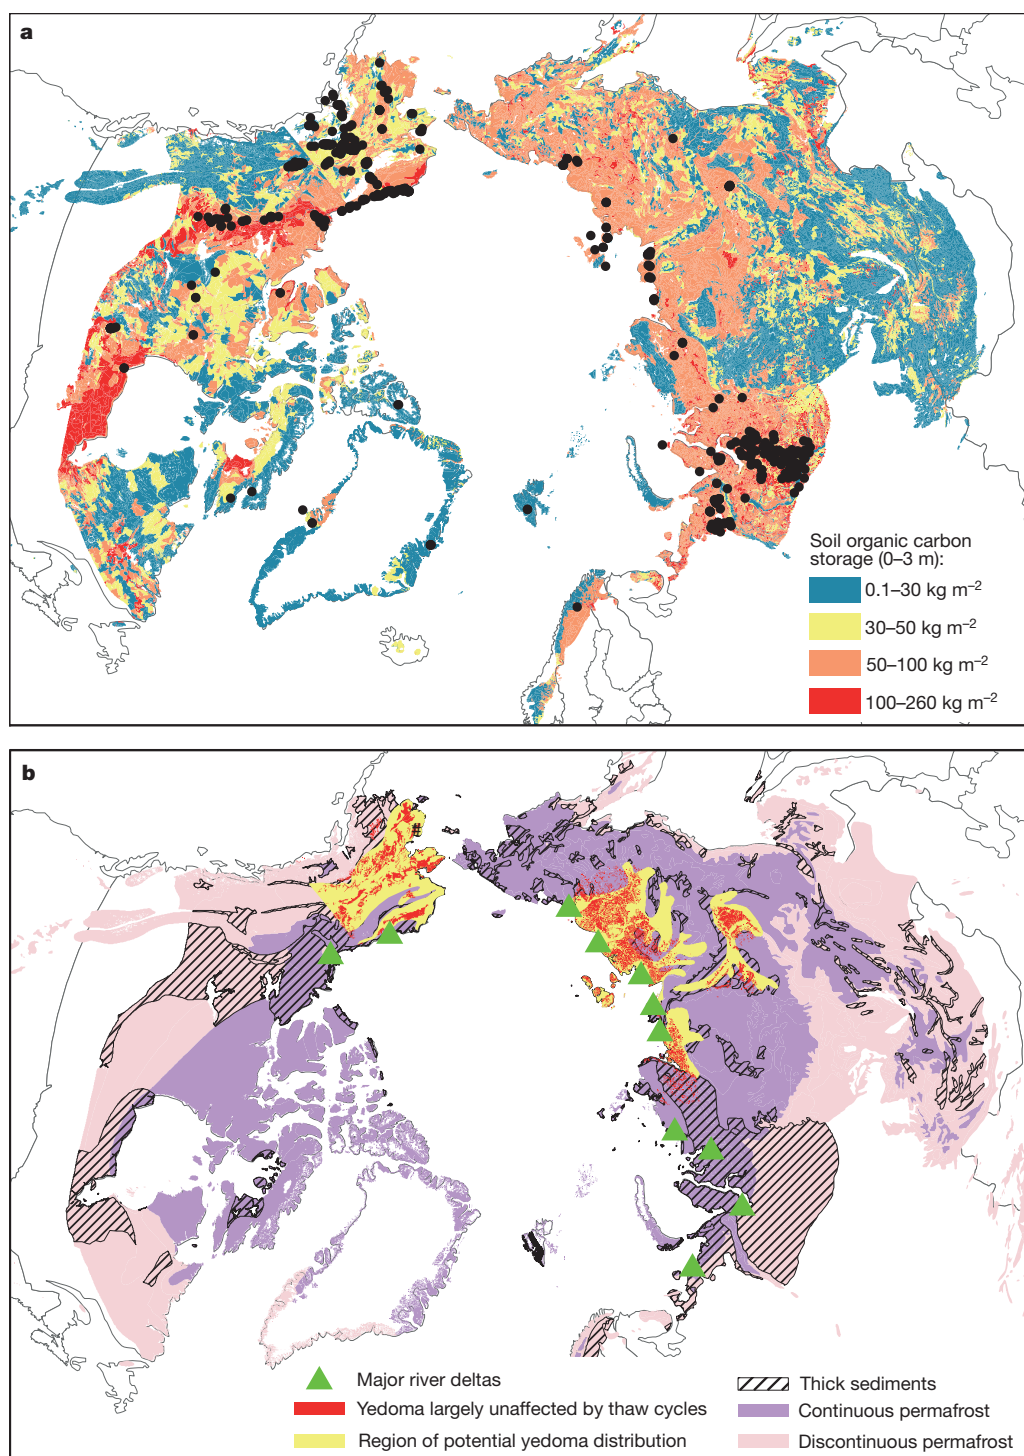 a
Soil organic carbon
storage (0–3 m):
0.1–30 kg m⁻²
30–50 kg m⁻²
50–100 kg m⁻²
100–260 kg m⁻²
b
Major river deltas
Yedoma largely unaffected by thaw cycles
Region of potential yedoma distribution
Thick sediments
Continuous permafrost
Discontinuous permafrost